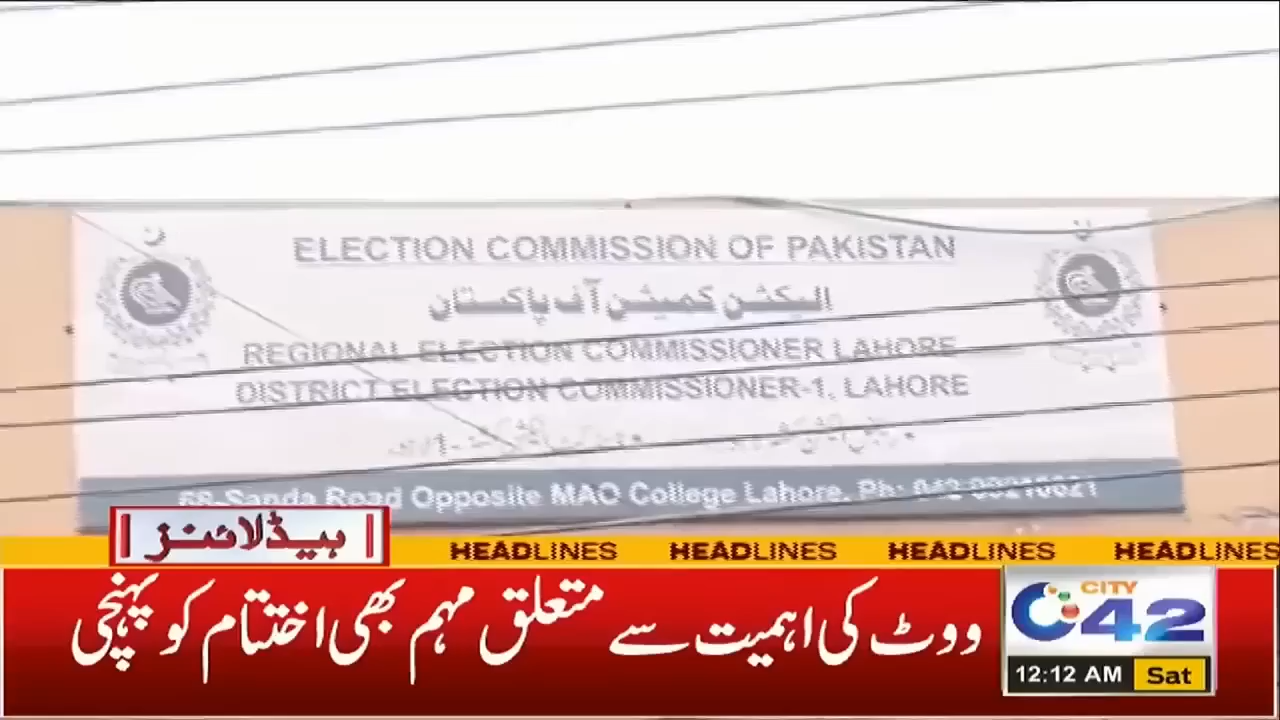 ELECTION COMMISSION OF PAKISTAN
الیکشن کمیشن آف پاکستان
REGIONAL ELECTION COMMISSIONER LAHORE
DISTRICT ELECTION COMMISSIONER-1, LAHORE
68-Sanda Road Opposite MAO College Lahore, Ph: 042
ہیڈلائنز
HEADLINES HEADLINES HEADLINES HEADLINES
ووٹ کی اہمیت سے متعلق مہم بھی اختتام کو پہنچی
CITY 42
12:12 AM Sat